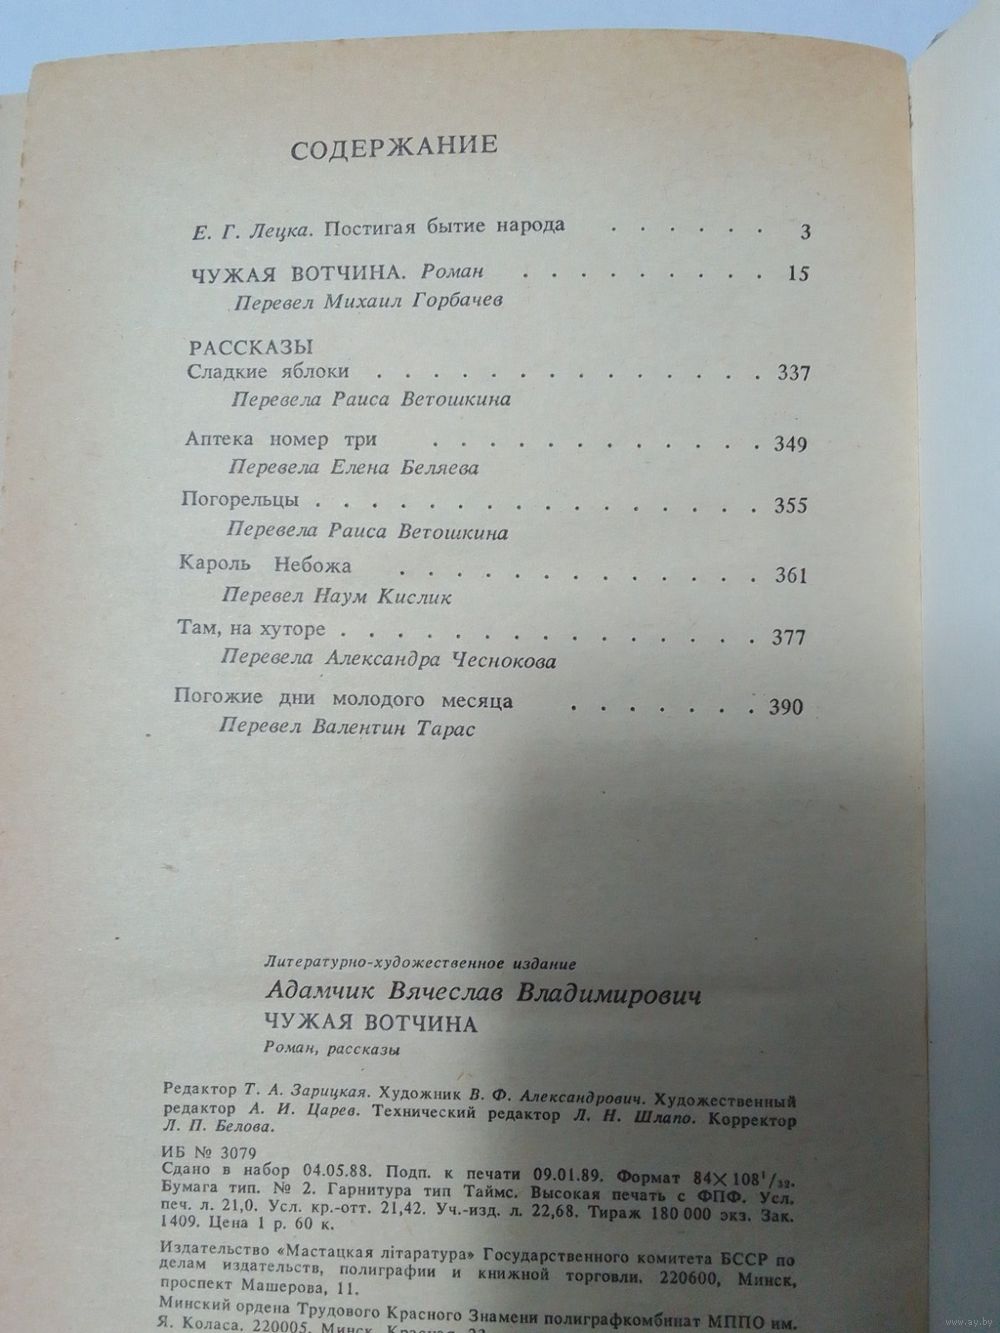 СОДЕРЖАНИЕ
Е. Г. Лецка. Постигая бытие народа . . . . . . 3
ЧУЖАЯ ВОТЧИНА. Роман . . . . . . . . . . 15
Перевел Михаил Горбачев
РАССКАЗЫ
Сладкие яблоки . . . . . . . . . . . . . . 337
Перевела Раиса Ветошкина
Аптека номер три . . . . . . . . . . . . 349
Перевела Елена Беляева
Погорельцы . . . . . . . . . . . . . . . . 355
Перевела Раиса Ветошкина
Кароль Небожа . . . . . . . . . . . . . 361
Перевел Наум Кислик
Там, на хуторе . . . . . . . . . . . . . . . 377
Перевела Александра Чеснокова
Погожие дни молодого месяца . . . . . . . 390
Перевел Валентин Тарас
Литературно-художественное издание
Адамчик Вячеслав Владимирович
ЧУЖАЯ ВОТЧИНА
Роман, рассказы
Редактор Т. А. Зарицкая. Художник В. Ф. Александрович. Художественный
редактор А. И. Царев. Технический редактор Л. Н. Шлапо. Корректор
Л. П. Белова.
ИБ № 3079
Сдано в набор 04.05.88. Подп. к печати 09.01.89. Формат 84×108¹/₃₂.
Бумага тип. № 2. Гарнитура тип Таймс. Высокая печать с ФПФ. Усл.
печ. л. 21,0. Усл. кр.-отт. 21,42. Уч.-изд. л. 22,68. Тираж 180 000 экз. Зак.
1409. Цена 1 р. 60 к.
Издательство «Мастацкая літаратура» Государственного комитета БССР по
делам издательств, полиграфии и книжной торговли. 220600, Минск,
проспект Машерова, 11.
Минский ордена Трудового Красного Знамени полиграфкомбинат МППО им.
Я. Коласа. 220005, Минск, Красная, 23.
www.ay.by